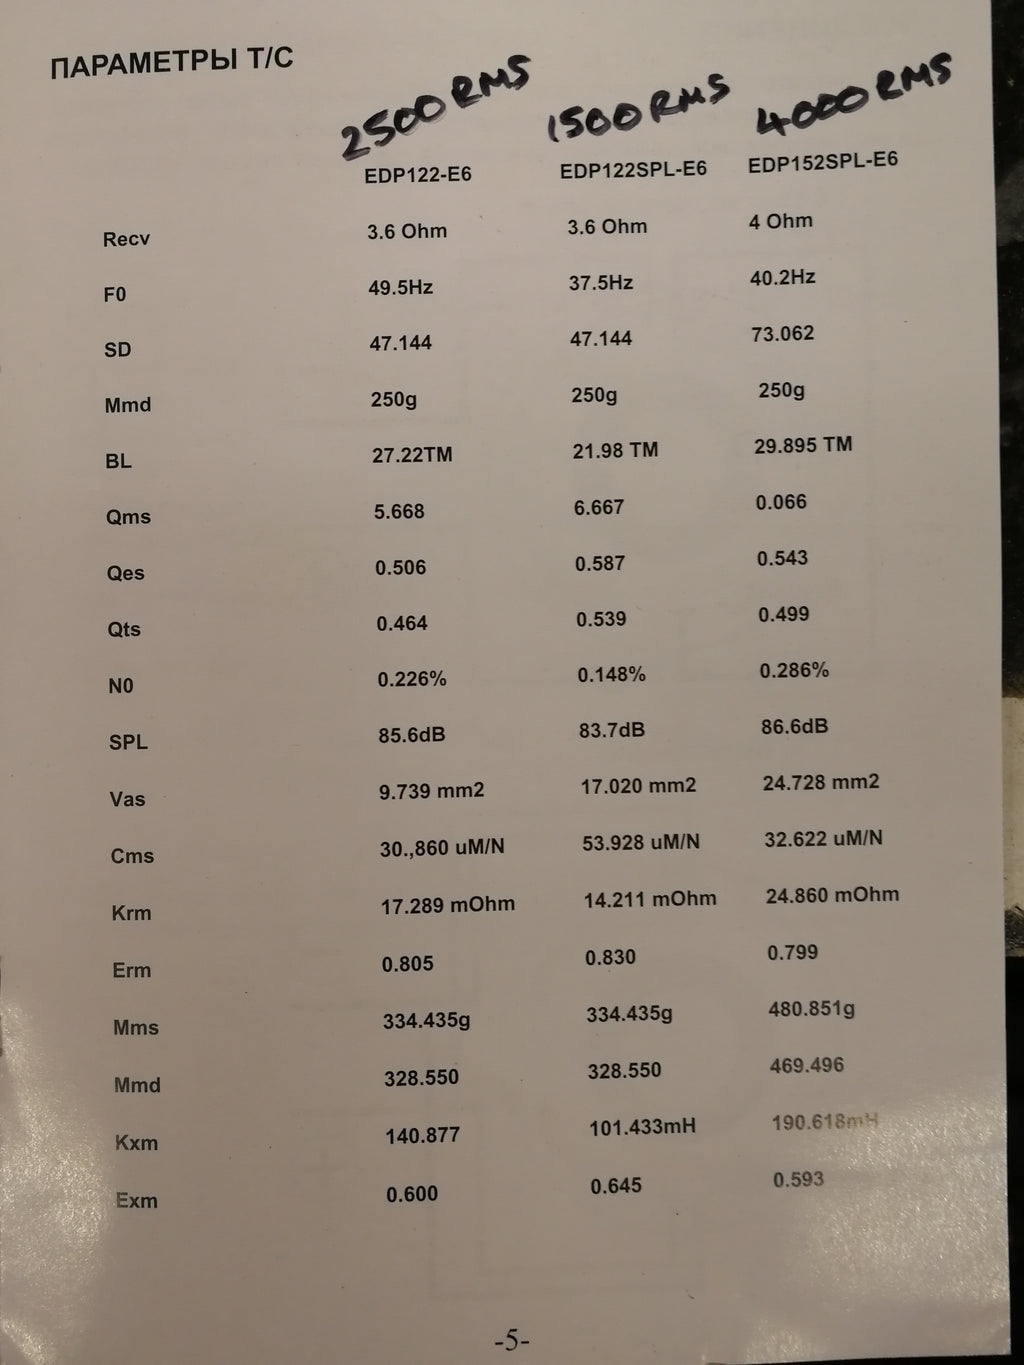 ПАРАМЕТРЫ Т/С
2500RMS 1500RMS 4000RMS
EDP122-E6 EDP122SPL-E6 EDP152SPL-E6
Recv 3.6 Ohm 3.6 Ohm 4 Ohm
F0 49.5Hz 37.5Hz 40.2Hz
SD 47.144 47.144 73.062
Mmd 250g 250g 250g
BL 27.22TM 21.98 TM 29.895 TM
Qms 5.668 6.667 0.066
Qes 0.506 0.587 0.543
Qts 0.464 0.539 0.499
N0 0.226% 0.148% 0.286%
SPL 85.6dB 83.7dB 86.6dB
Vas 9.739 mm2 17.020 mm2 24.728 mm2
Cms 30.,860 uM/N 53.928 uM/N 32.622 uM/N
Krm 17.289 mOhm 14.211 mOhm 24.860 mOhm
Erm 0.805 0.830 0.799
Mms 334.435g 334.435g 480.851g
Mmd 328.550 328.550 469.496
Kxm 140.877 101.433mH 190.618mH
Exm 0.600 0.645 0.593
-5-